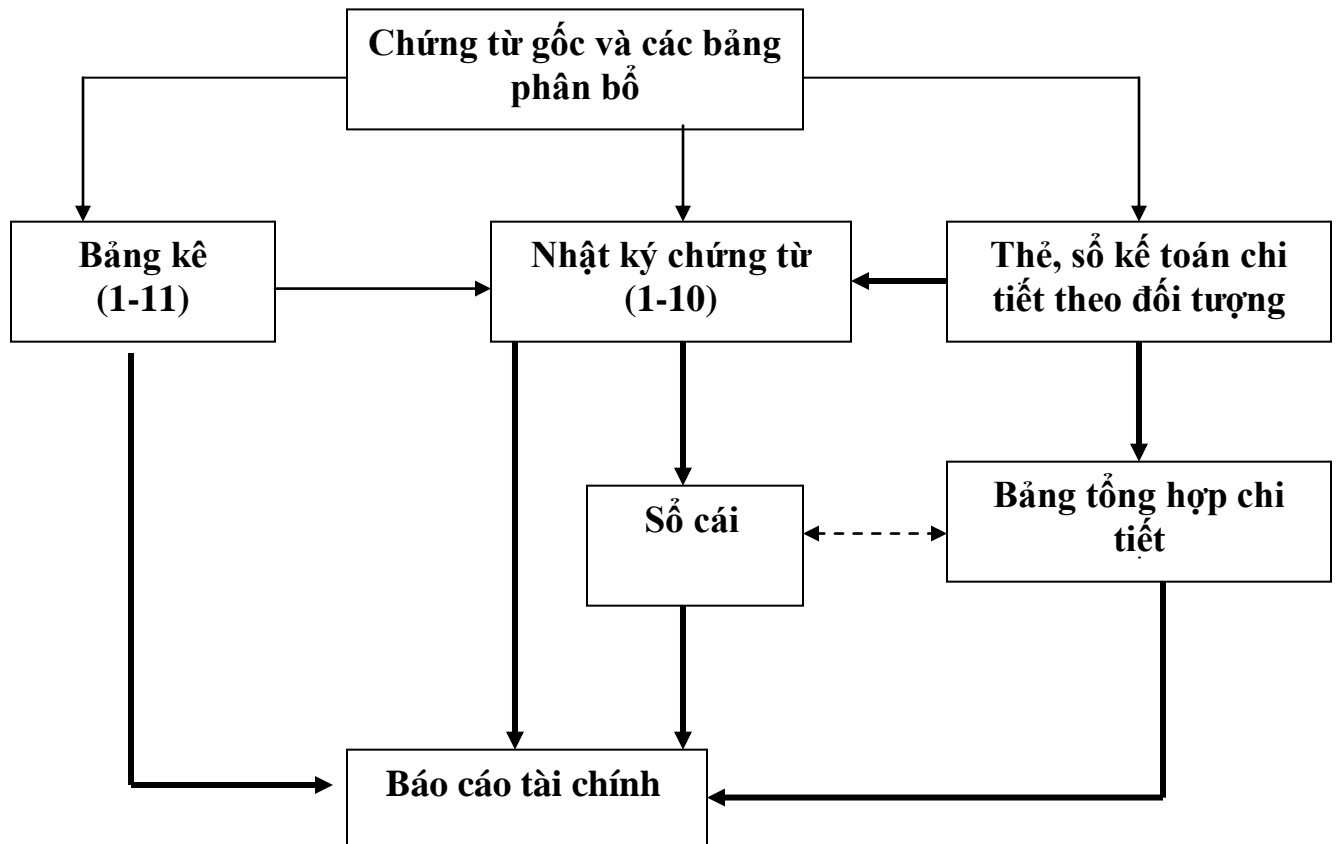 Chứng từ gốc và các bảng
phân bổ
Bảng kê
(1-11)
Nhật ký chứng từ
(1-10)
Thẻ, sổ kế toán chi
tiết theo đối tượng
Sổ cái
Bảng tổng hợp chi
tiết
Báo cáo tài chính